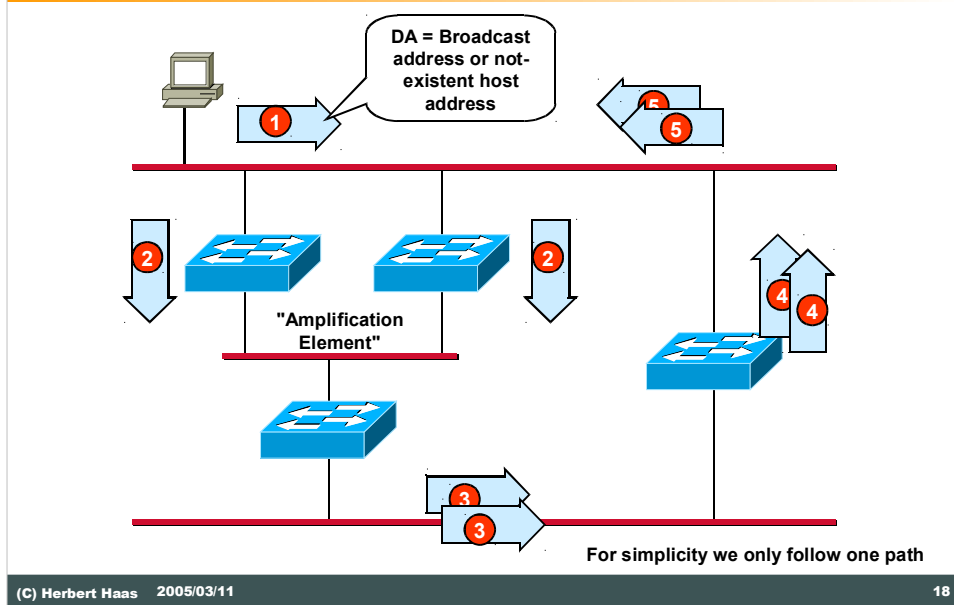 DA = Broadcast
address or not-
existent host
address
1
5
5
2
2
"Amplification
Element"
4
4
3
3
For simplicity we only follow one path
(C) Herbert Haas 2005/03/11
18